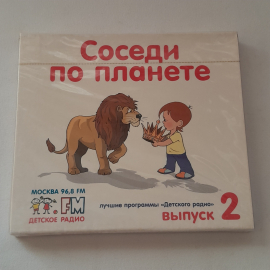 Соседи
по планете
МОСКВА 96,8 FM
.FM
ДЕТСКОЕ РАДИО
лучшие программы «Детского радио»
выпуск 2